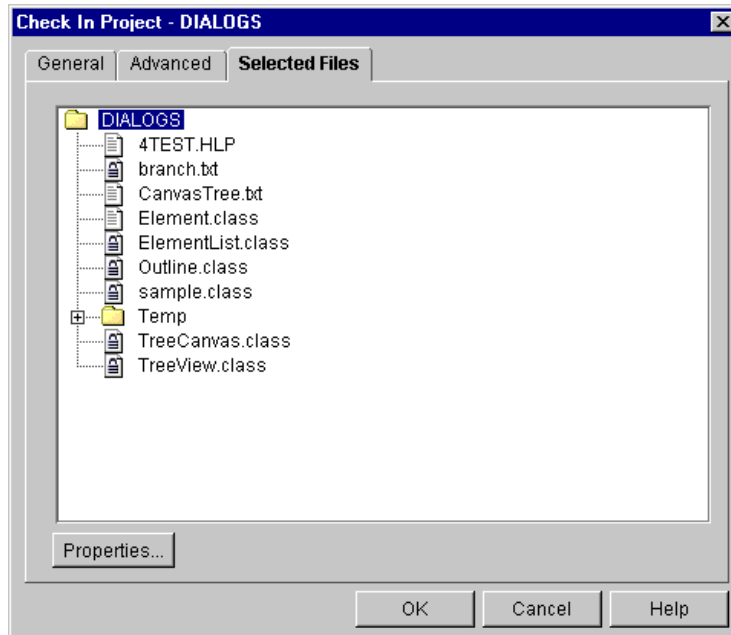 Check In Project - DIALOGS
General Advanced Selected Files
DIALOGS
4TEST.HLP
branch.txt
CanvasTree.txt
Element.class
ElementList.class
Outline.class
sample.class
Temp
TreeCanvas.class
TreeView.class
Properties...
OK Cancel Help